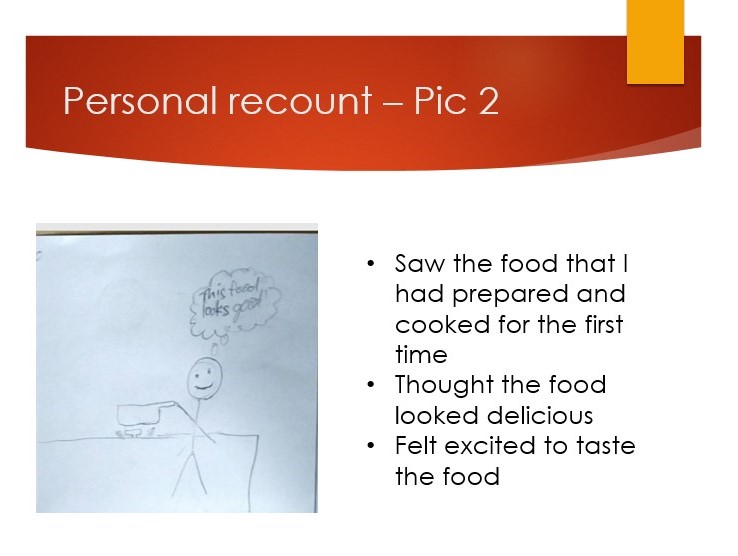 Personal recount – Pic 2
This food
looks good!
• Saw the food that I
had prepared and
cooked for the first
time
• Thought the food
looked delicious
• Felt excited to taste
the food